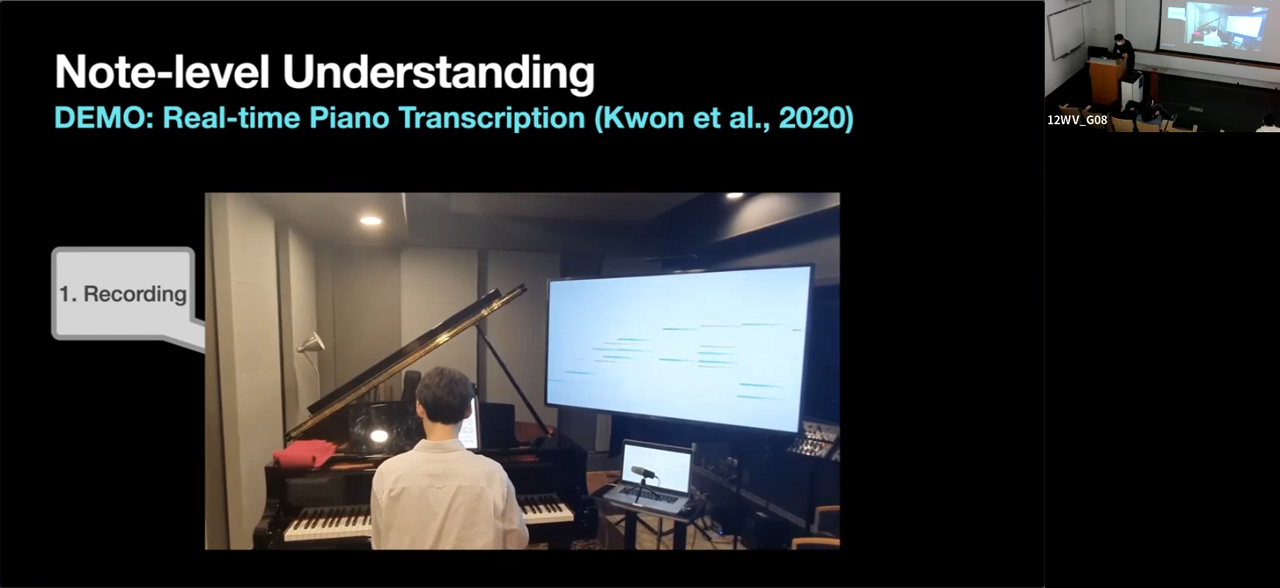 Note-level Understanding
DEMO: Real-time Piano Transcription (Kwon et al., 2020)
1. Recording
12WV_G08